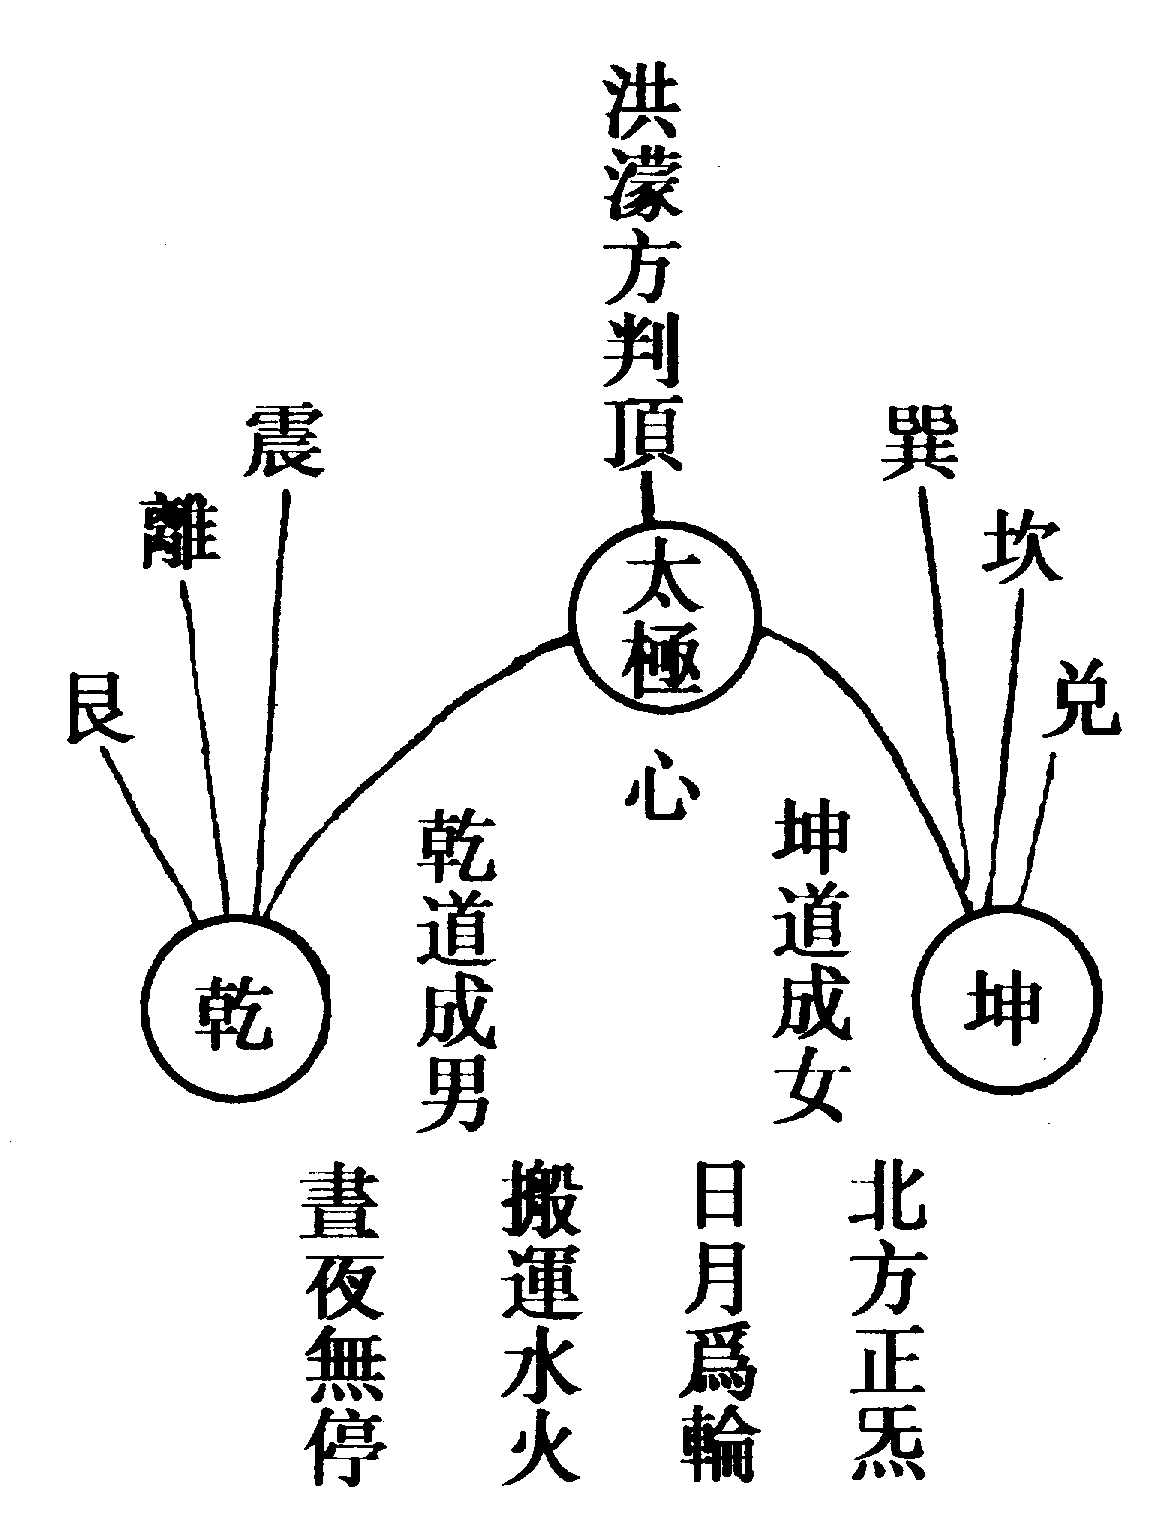 洪濛方判頂
太極
心
巽
坎
兑
坤
震
離
艮
乾
坤道成女
乾道成男
北方正炁
日月爲輪
搬運水火
晝夜無停